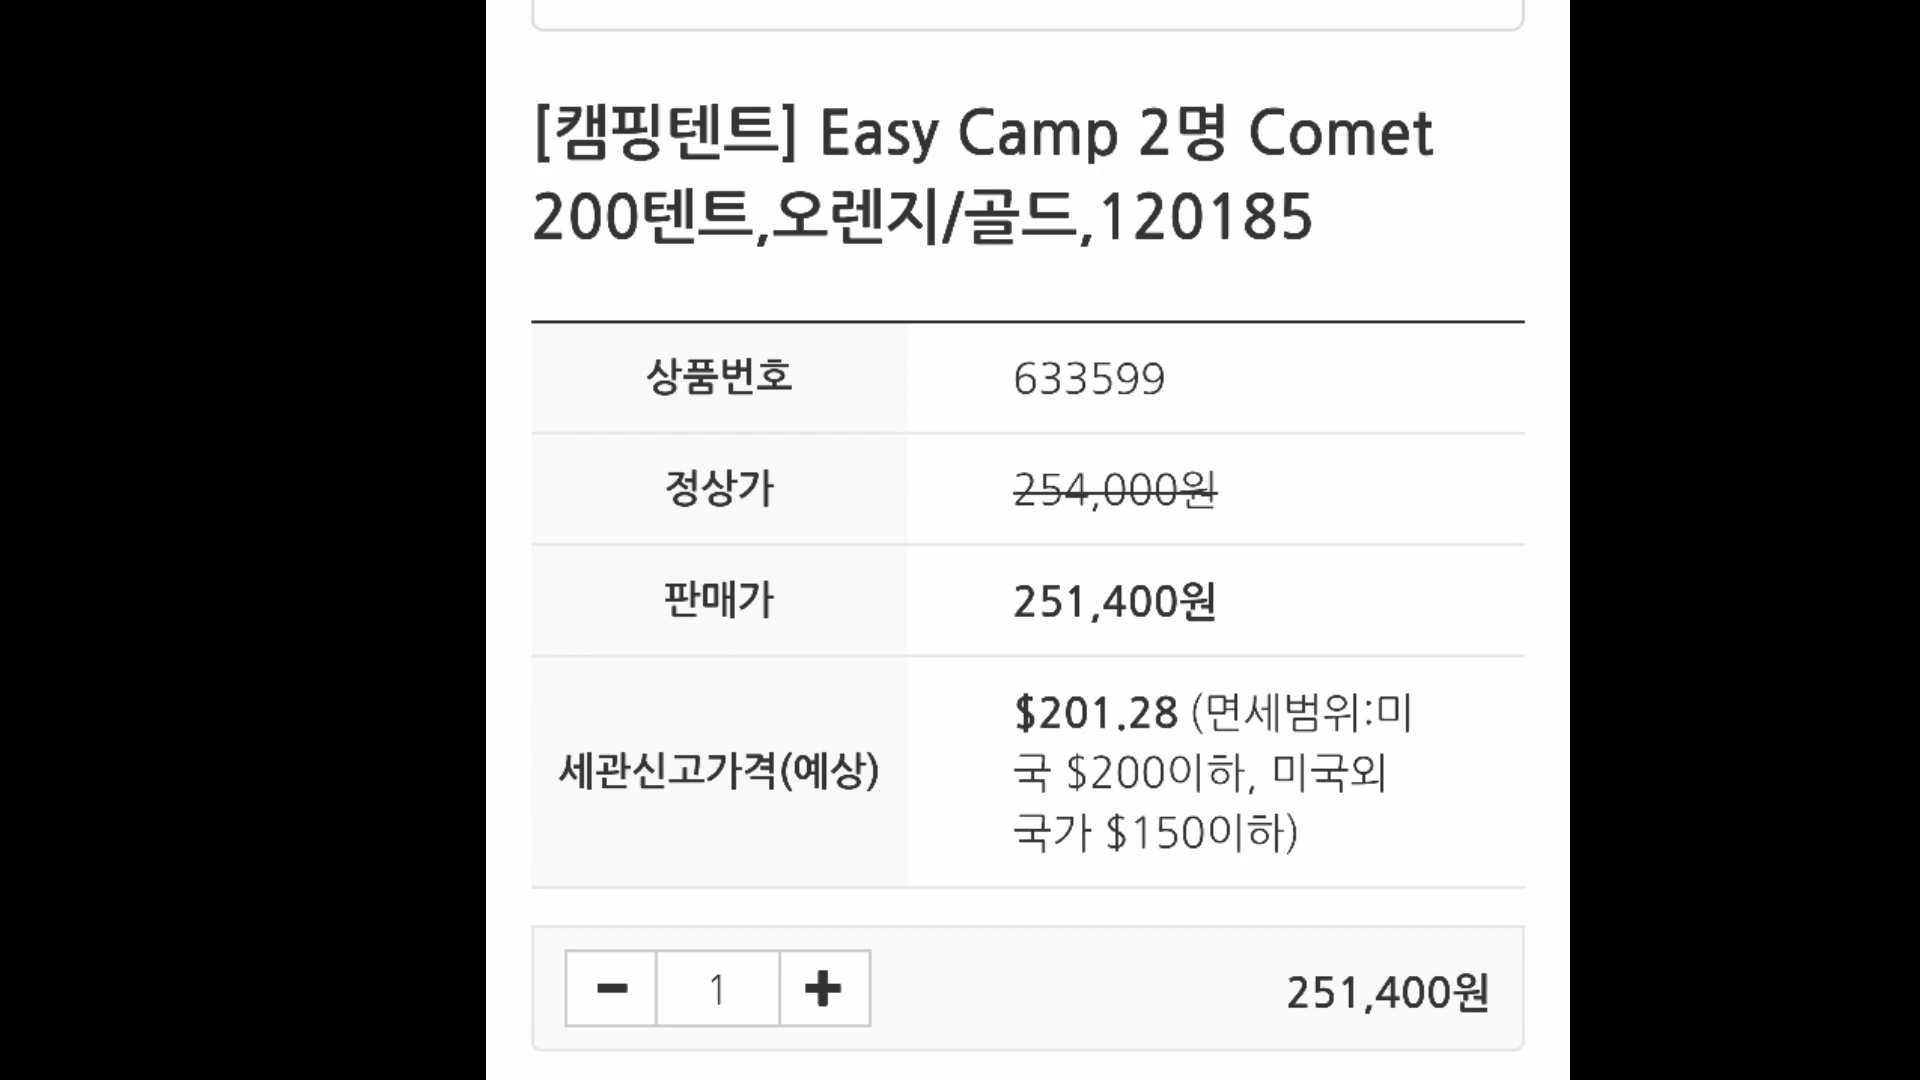 [캠핑텐트] Easy Camp 2명 Comet
200텐트,오렌지/골드,120185
상품번호 633599
정상가 254,000원
판매가 251,400원
세관신고가격(예상) $201.28 (면세범위:미
국 $200이하, 미국외
국가 $150이하)
1 251,400원